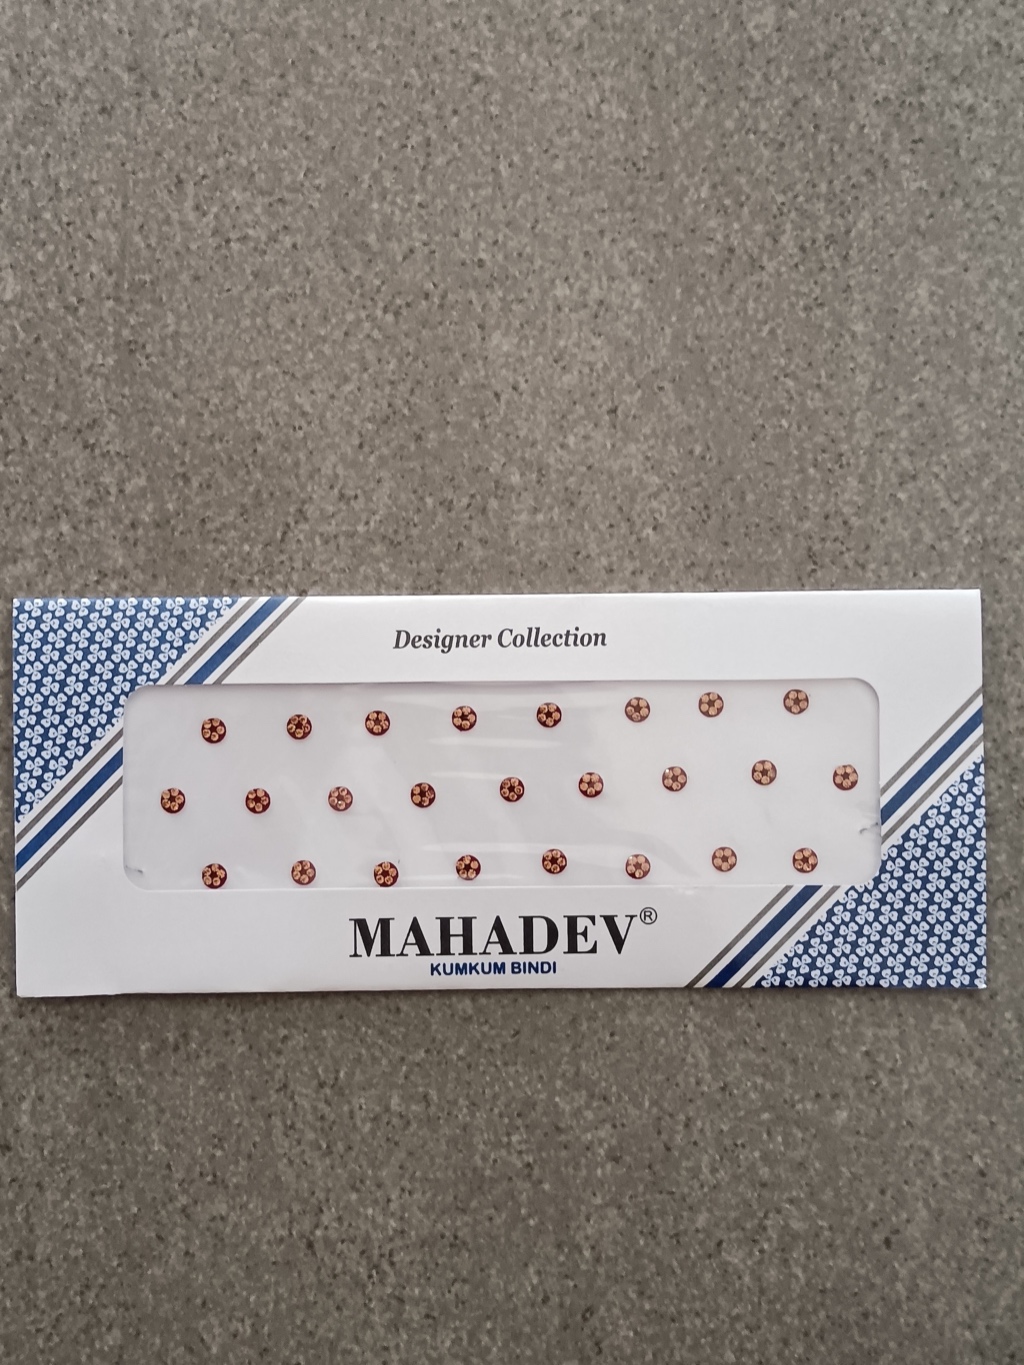 Designer Collection
MAHADEV®
KUMKUM BINDI